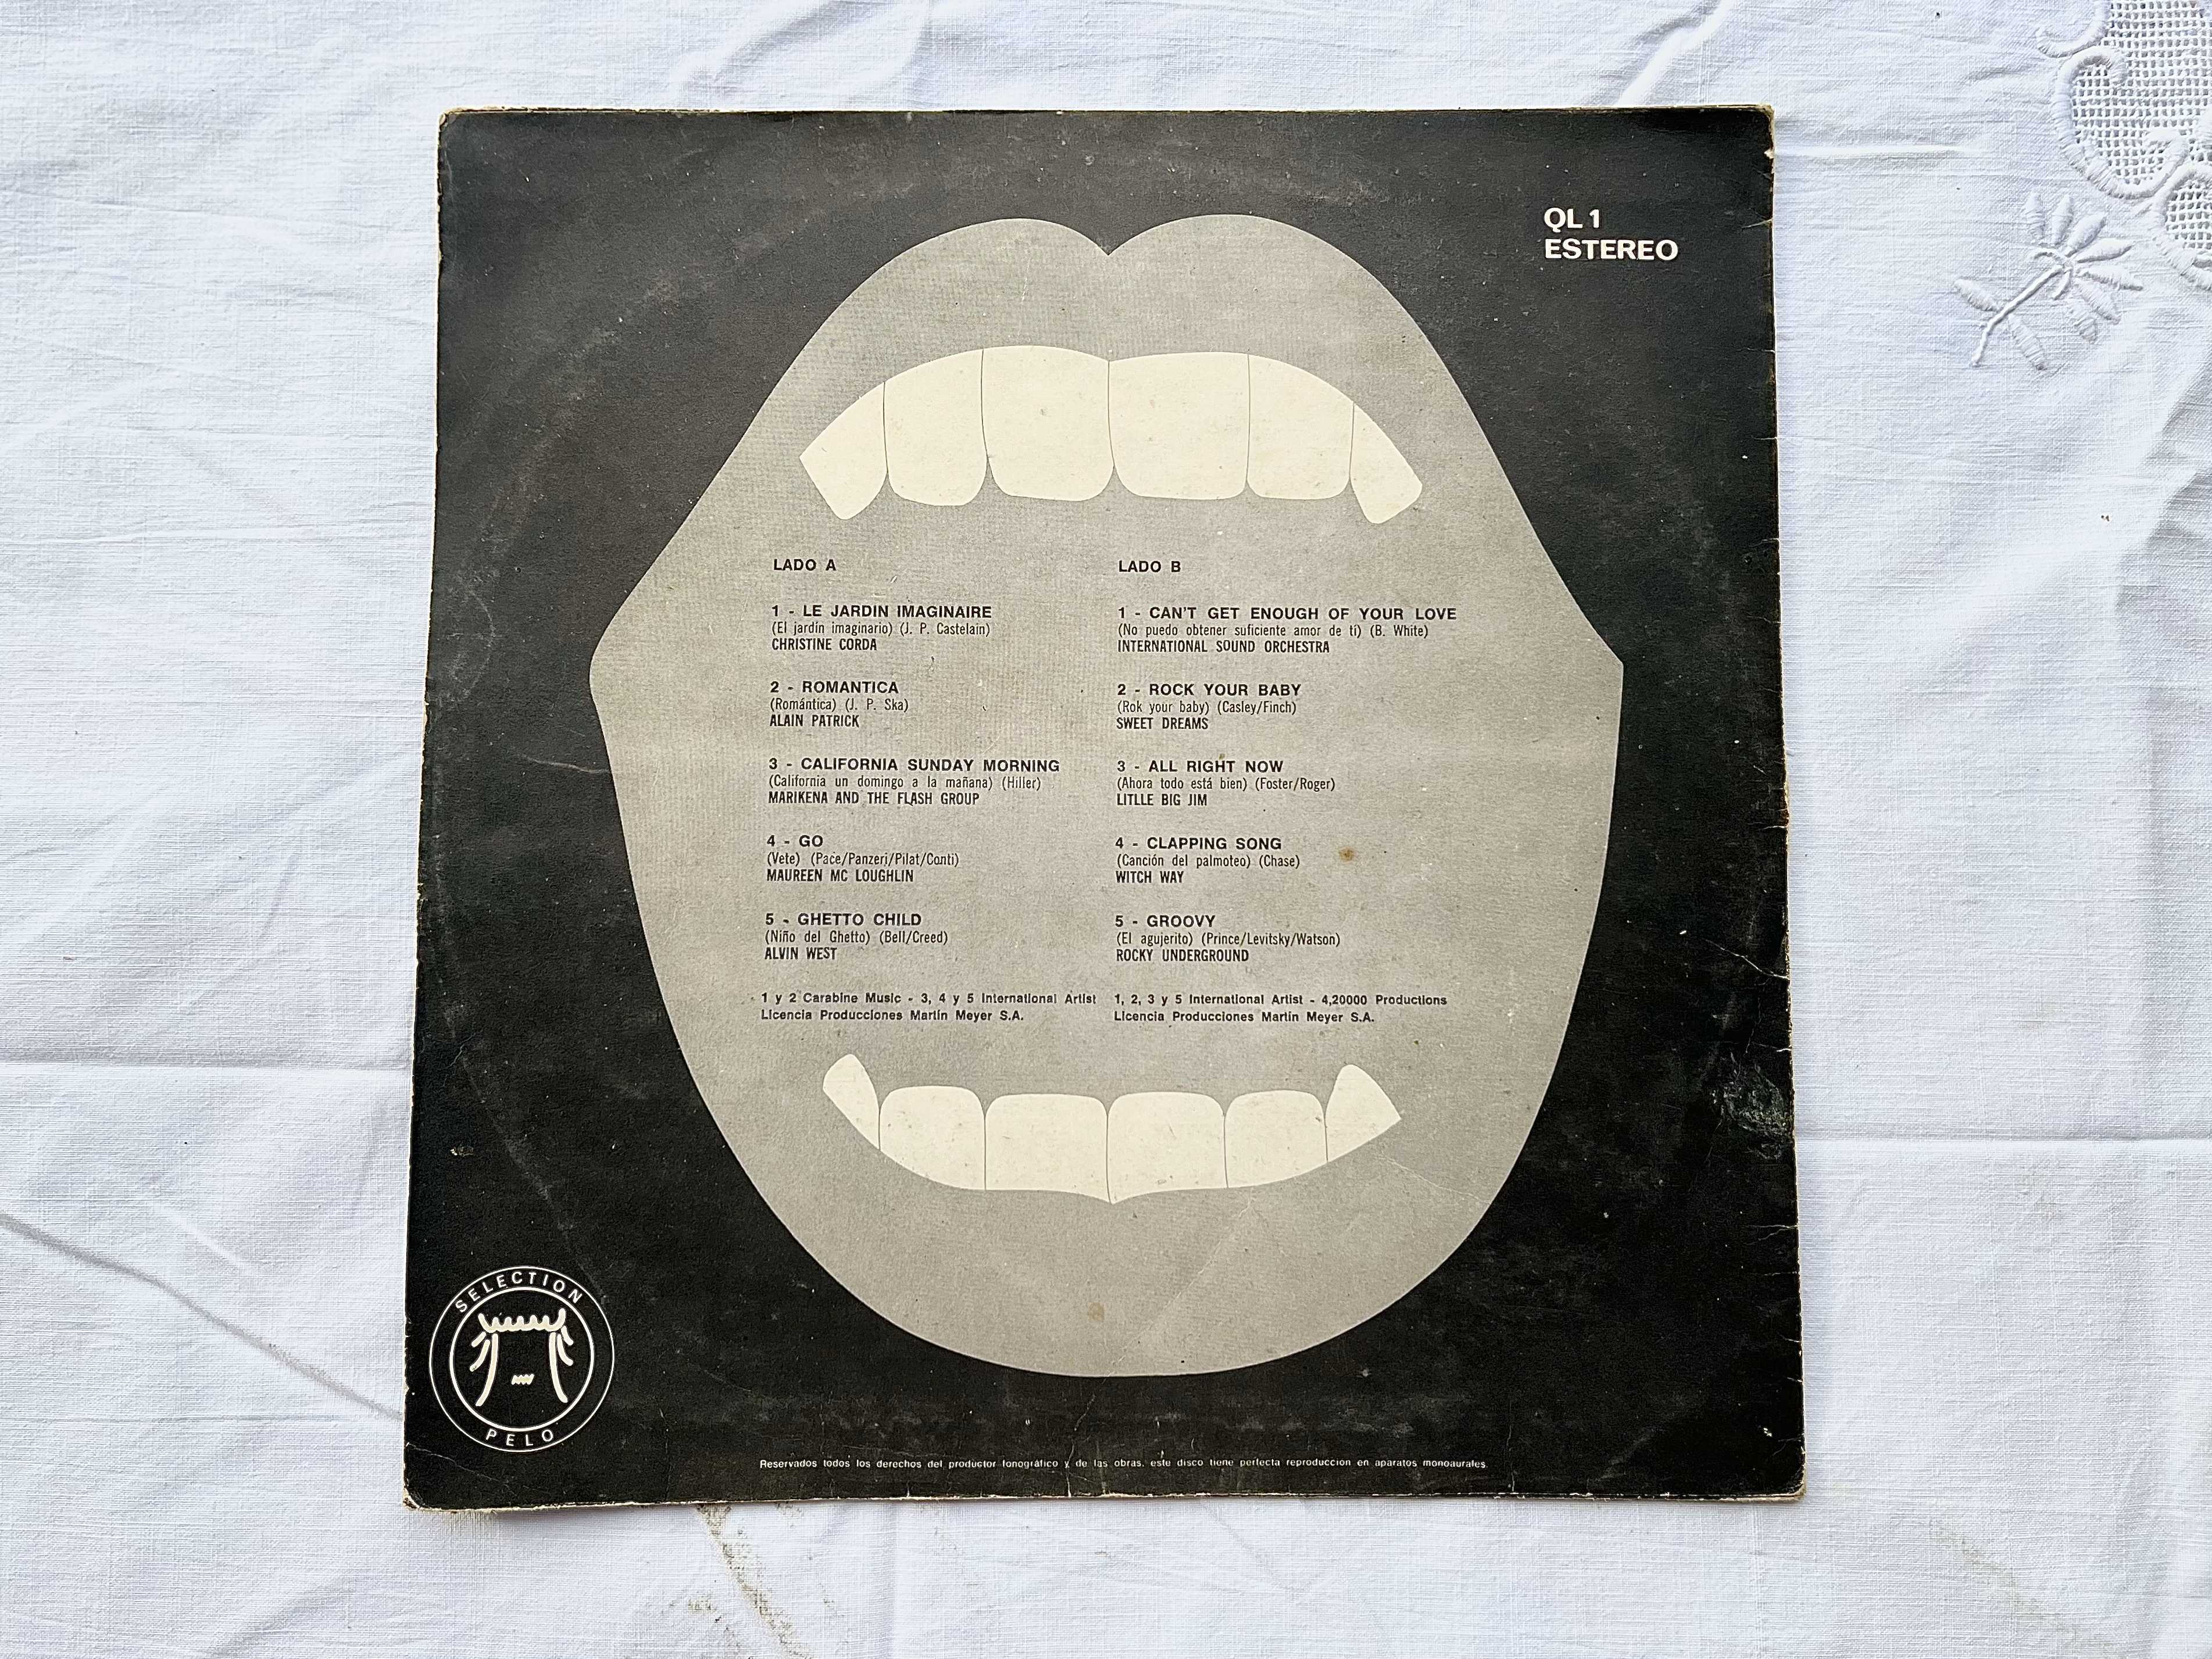 QL 1
ESTEREO
LADO A
1 - LE JARDIN IMAGINAIRE
(El jardín imaginario) (J. P. Castelain)
CHRISTINE CORDA
2 - ROMANTICA
(Romántica) (J. P. Ska)
ALAIN PATRICK
3 - CALIFORNIA SUNDAY MORNING
(California un domingo a la mañana) (Hiller)
MARIKENA AND THE FLASH GROUP
4 - GO
(Vete) (Pace/Panzeri/Pilat/Conti)
MAUREEN MC LOUGHLIN
5 - GHETTO CHILD
(Niño del Ghetto) (Bell/Creed)
ALVIN WEST
1 y 2 Carabine Music - 3, 4 y 5 International Artist
Licencia Producciones Martín Meyer S.A.
LADO B
1 - CAN'T GET ENOUGH OF YOUR LOVE
(No puedo obtener suficiente amor de tí) (B. White)
INTERNATIONAL SOUND ORCHESTRA
2 - ROCK YOUR BABY
(Rok your baby) (Casley/Finch)
SWEET DREAMS
3 - ALL RIGHT NOW
(Ahora todo está bien) (Foster/Roger)
LITLLE BIG JIM
4 - CLAPPING SONG
(Canción del palmoteo) (Chase)
WITCH WAY
5 - GROOVY
(El agujerito) (Prince/Levitsky/Watson)
ROCKY UNDERGROUND
1, 2, 3 y 5 International Artist - 4,20000 Productions
Licencia Producciones Martín Meyer S.A.
SELECTION
PELO
Reservados todos los derechos del productor fonográfico y de las obras. este disco tiene perfecta reproducción en aparatos monoaurales